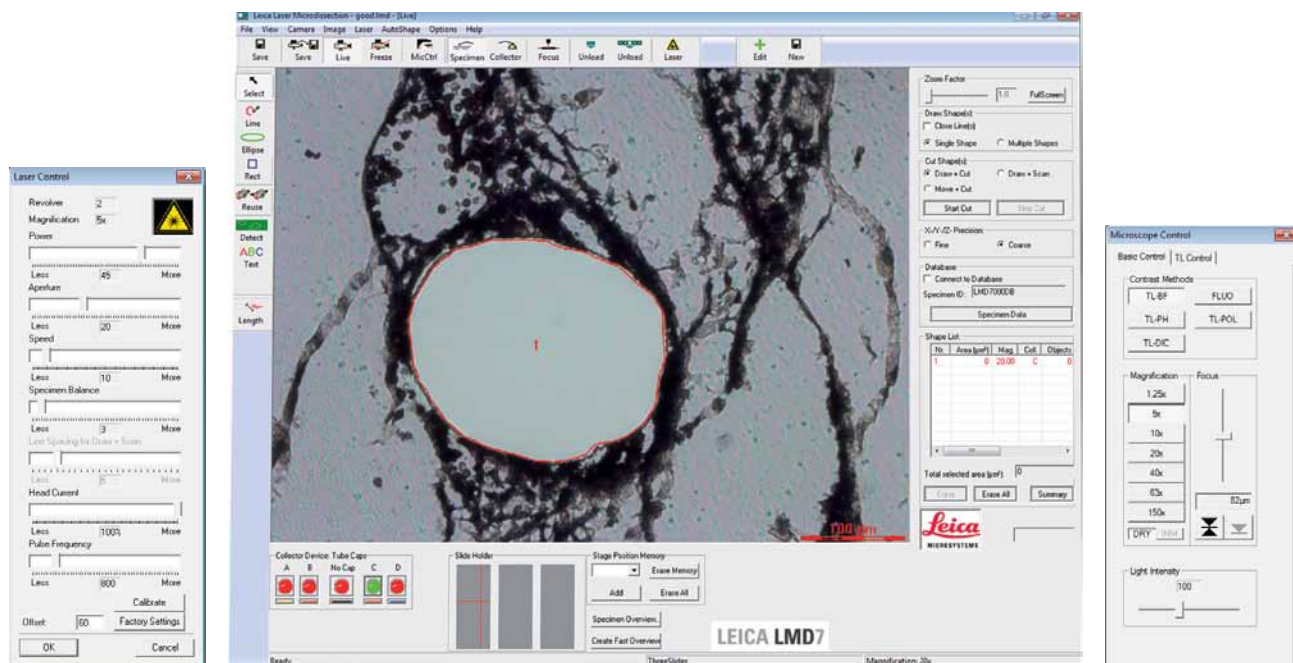 Laser Control
Revolver 2
Magnification 5x
Power
Less 45 More
Aperture
Less 20 More
Speed
Less 10 More
Specimen Balance
Less 3 More
Line Spacing for Draw + Scan
Less 5 More
Head Current
Less 100% More
Pulse Frequency
Less 800 More
Calibrate
Offset: 60 Factory Settings
OK Cancel
Leica Laser Microdissection - good.lmd - [Live]
File View Camera Image Laser AutoShape Options Help
Save Save Live Freeze MicCtrl Specimen Collector Focus Unload Unload Laser Edit New
Select
Line
Ellipse
Rect
Reuse
Detect
ABC
Text
Length
1
100 µm
Zoom Factor
1.0 FullScreen
Draw Shape(s):
Close Line(s)
Single Shape Multiple Shapes
Cut Shape(s):
Draw + Cut Draw + Scan
Move + Cut
Start Cut Stop Cut
X-/Y-/Z- Precision
Fine Coarse
Database
Connect to Database
Specimen ID: LMD7000DB
Specimen Data
Shape List
Nr. Area [µm²] Mag. Coll. Objects
1 0 20.00 C 0
Total selected area [µm²]: 0
Erase Erase All Summary
Leica
MICROSYSTEMS
Collector Device: Tube Caps
A B No Cap C D
Slide Holder
Stage Position Memory
Erase Memory
Add Erase All
Specimen Overview...
Create Fast Overview
LEICA LMD7
Ready ThreeSlides Magnification: 20x
Microscope Control
Basic Control TL Control
Contrast Methods
TL-BF FLUO
TL-PH TL-POL
TL-DIC
Magnification Focus
1.25x
5x
10x
20x
40x
63x
150x
82µm
DRY IMM
Light Intensity
100